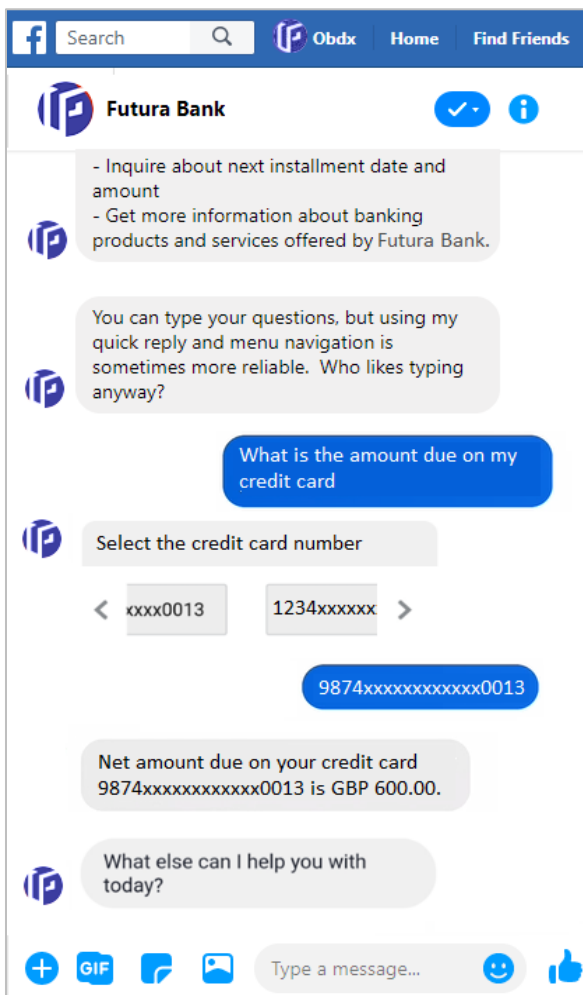 Search
Obdx
Home
Find Friends
Futura Bank
- Inquire about next installment date and
amount
- Get more information about banking
products and services offered by Futura Bank.
You can type your questions, but using my
quick reply and menu navigation is
sometimes more reliable. Who likes typing
anyway?
What is the amount due on my
credit card
Select the credit card number
xxxx0013
1234xxxxxx
9874xxxxxxxxxxxx0013
Net amount due on your credit card
9874xxxxxxxxxxxx0013 is GBP 600.00.
What else can I help you with
today?
GIF
Type a message...